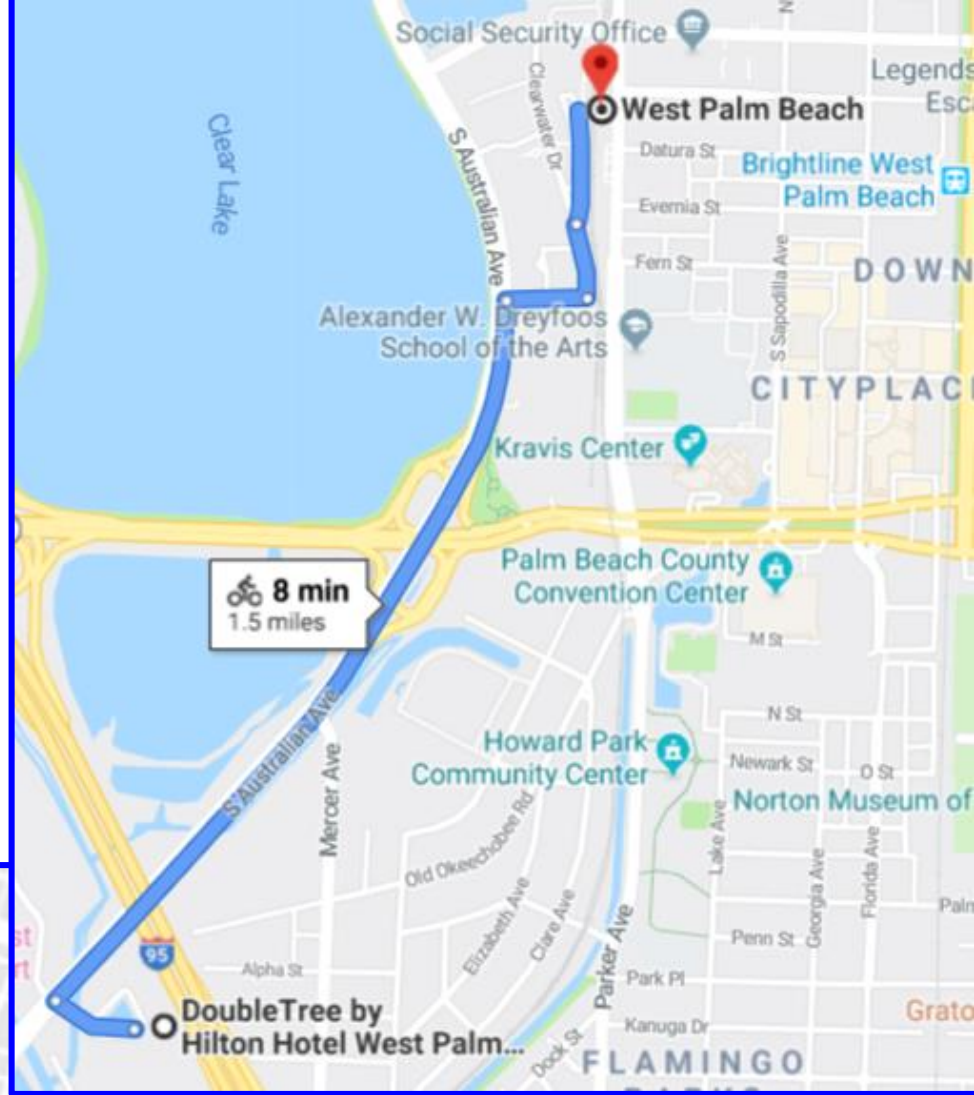 Social Security Office
N
Legends
Esc
Clearwater Dr
West Palm Beach
Clear Lake
S Australian Ave
Datura St
Brightline West
Palm Beach
Evernia St
Fern St
DOWN
S Sapodilla Ave
Alexander W. Dreyfoos
School of the Arts
CITYPLAC
Kravis Center
Palm Beach County
Convention Center
8 min
1.5 miles
M St
N St
S Australian Ave
Mercer Ave
Howard Park
Community Center
Newark St
O St
Norton Museum of
Old Okeechobee Rd
Lake Ave
Georgia Ave
Florida Ave
Elizabeth Ave
Clare Ave
Palm
Parker Ave
Penn St
st
rt
95
Alpha St
Park Pl
DoubleTree by
Hilton Hotel West Palm...
Grato
Kanuga Dr
Dock St
FLAMINGO